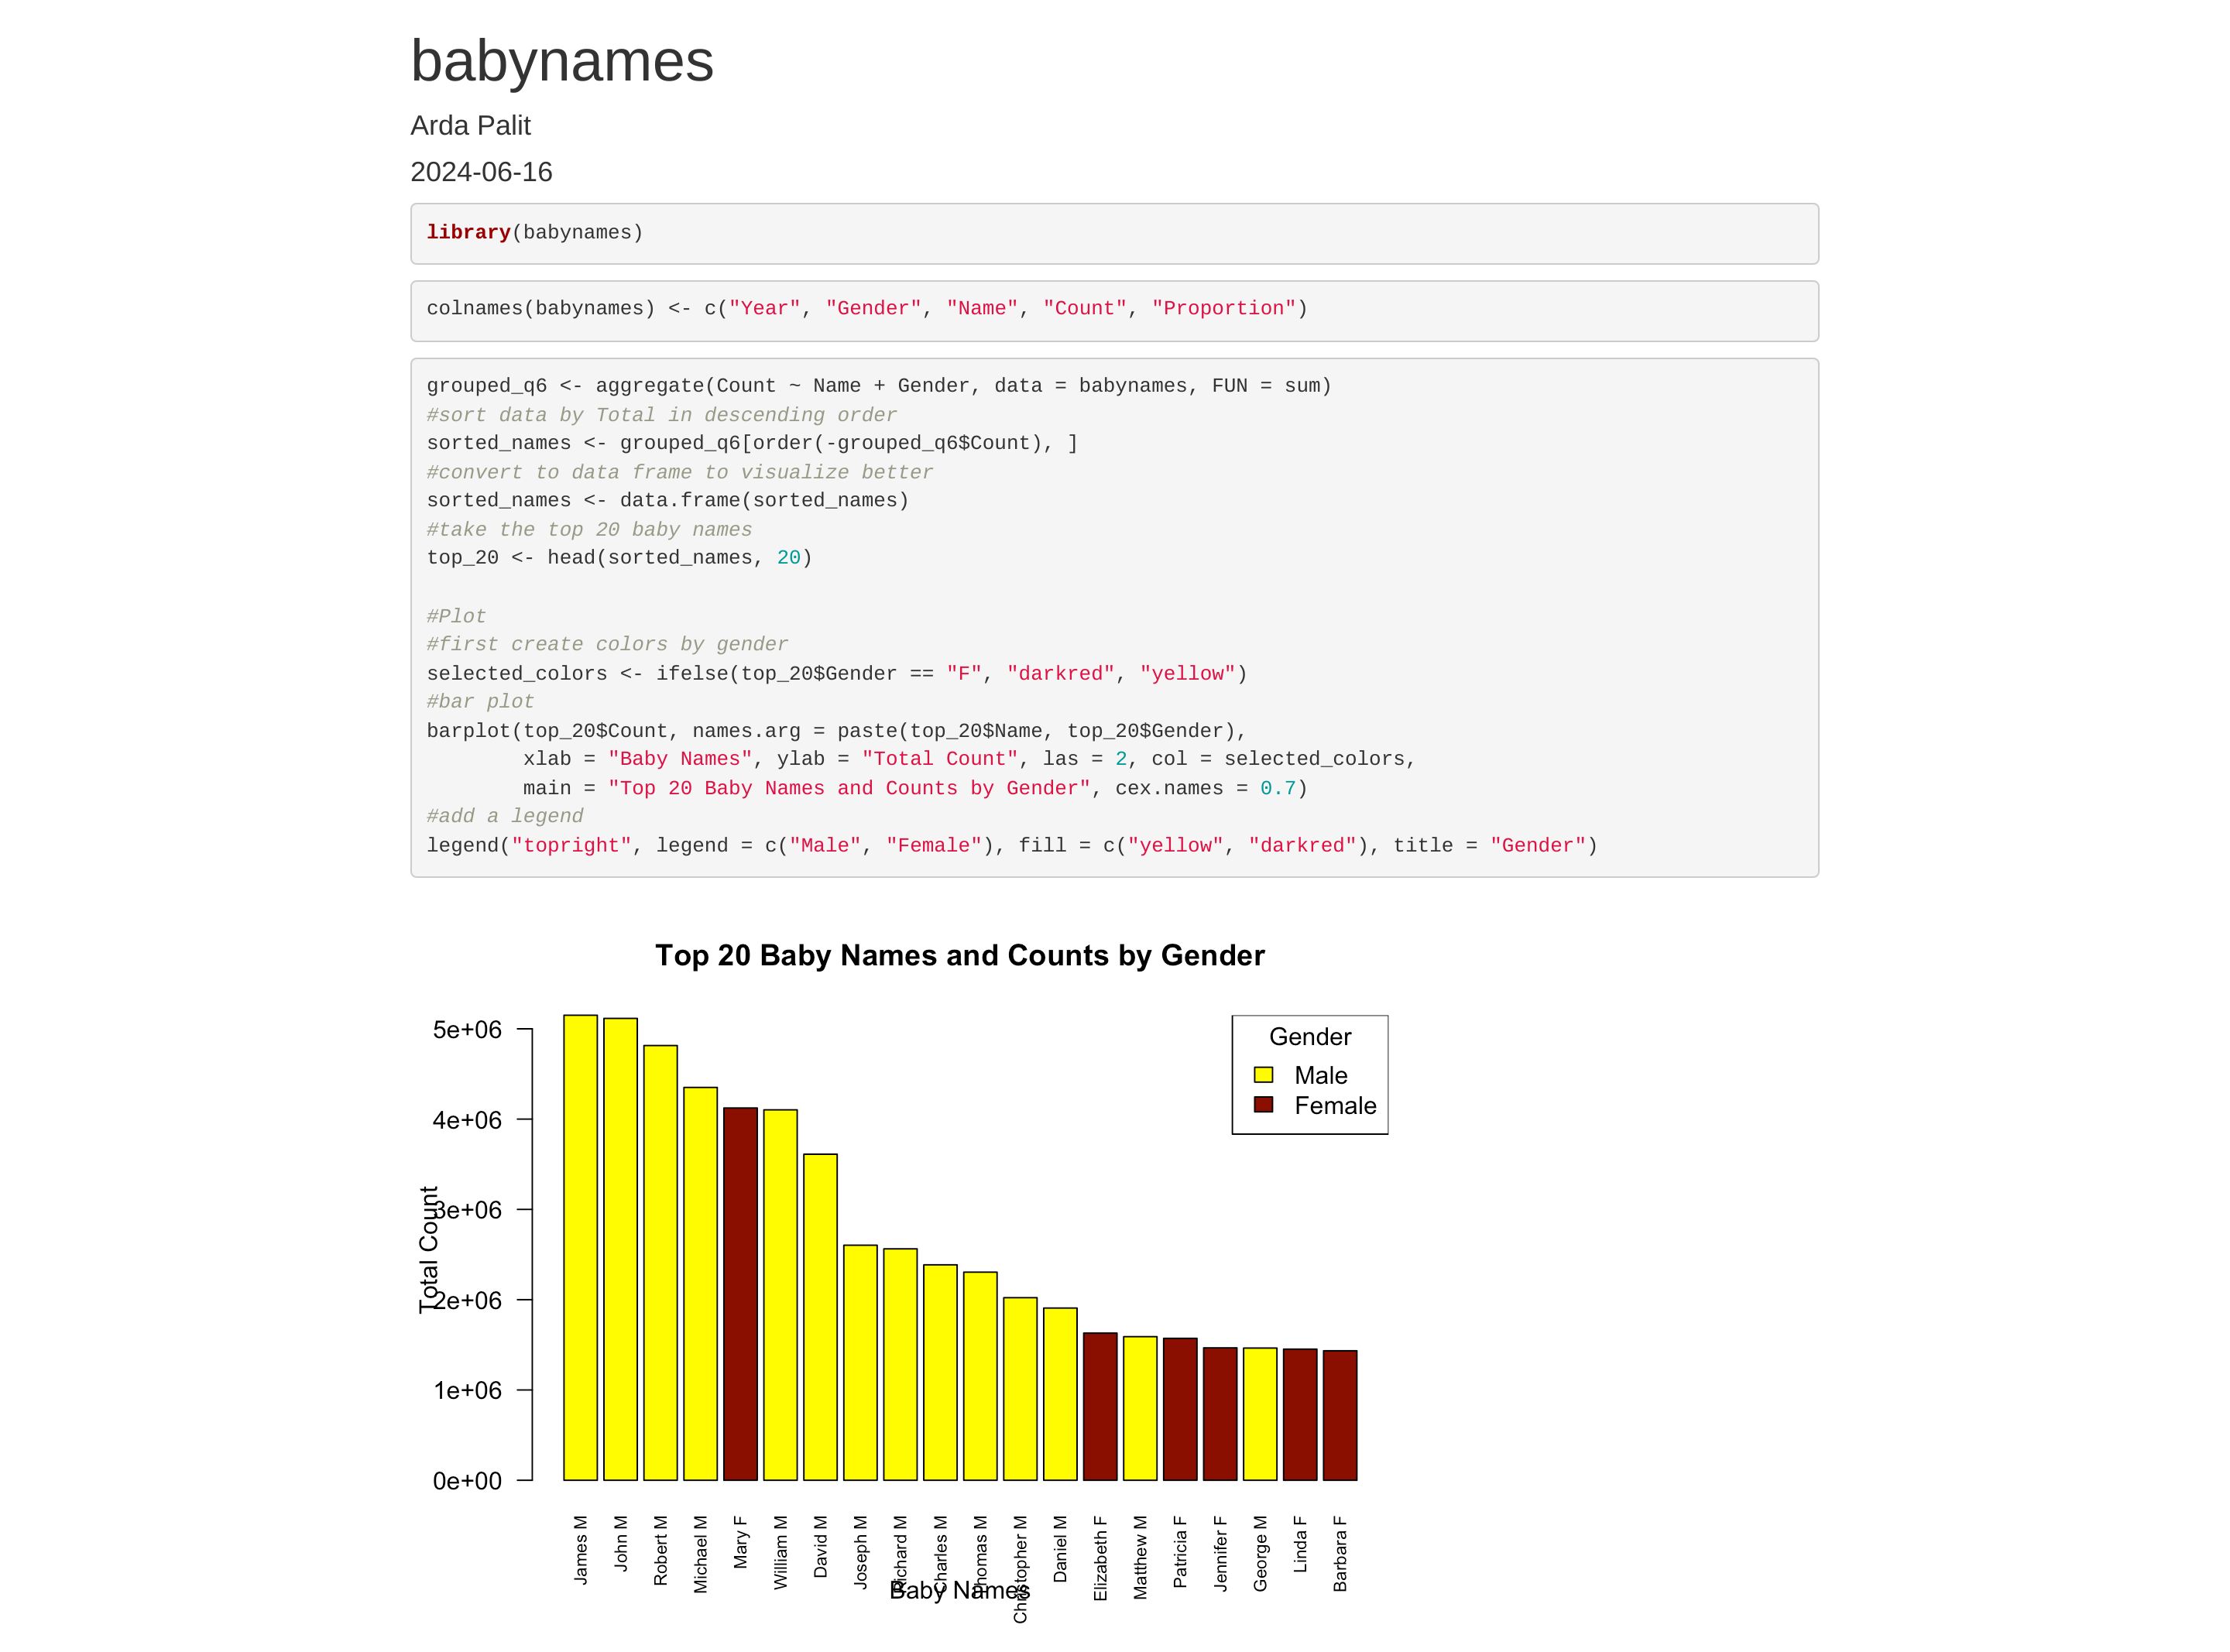 babynames
Arda Palit
2024-06-16
library(babynames)
colnames(babynames) <- c("Year", "Gender", "Name", "Count", "Proportion")
grouped_q6 <- aggregate(Count ~ Name + Gender, data = babynames, FUN = sum)
#sort data by Total in descending order
sorted_names <- grouped_q6[order(-grouped_q6$Count), ]
#convert to data frame to visualize better
sorted_names <- data.frame(sorted_names)
#take the top 20 baby names
top_20 <- head(sorted_names, 20)
#Plot
#first create colors by gender
selected_colors <- ifelse(top_20$Gender == "F", "darkred", "yellow")
#bar plot
barplot(top_20$Count, names.arg = paste(top_20$Name, top_20$Gender),
        xlab = "Baby Names", ylab = "Total Count", las = 2, col = selected_colors,
        main = "Top 20 Baby Names and Counts by Gender", cex.names = 0.7)
#add a legend
legend("topright", legend = c("Male", "Female"), fill = c("yellow", "darkred"), title = "Gender")
Top 20 Baby Names and Counts by Gender
Gender
Male
Female
Total Count
5e+06
4e+06
3e+06
2e+06
1e+06
0e+00
James M
John M
Robert M
Michael M
Mary F
William M
David M
Joseph M
Richard M
Charles M
Thomas M
Christopher M
Daniel M
Elizabeth F
Matthew M
Patricia F
Jennifer F
George M
Linda F
Barbara F
Baby Names